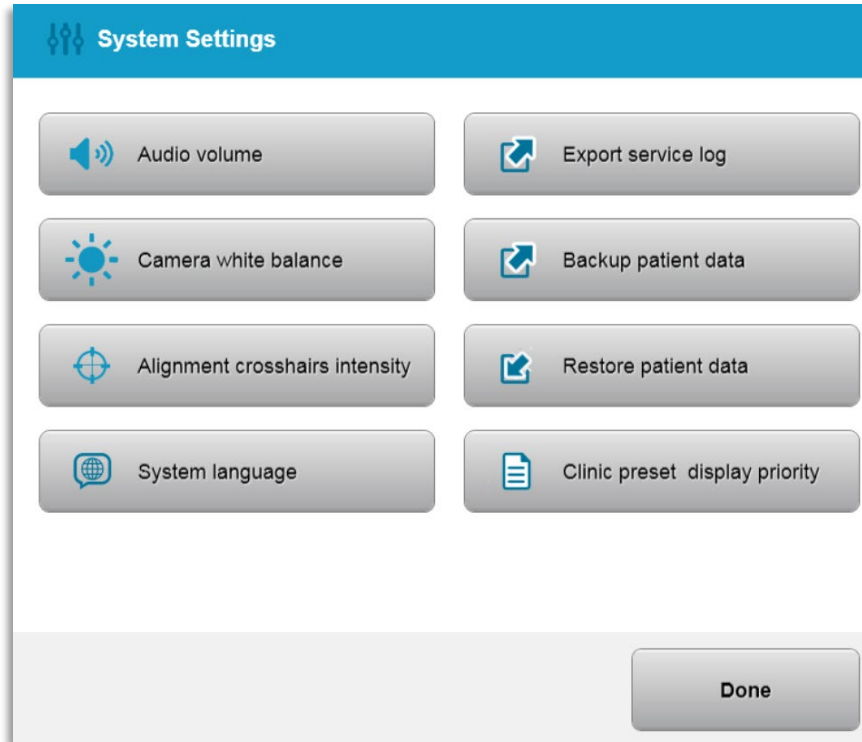 System Settings
Audio volume
Export service log
Camera white balance
Backup patient data
Alignment crosshairs intensity
Restore patient data
System language
Clinic preset display priority
Done